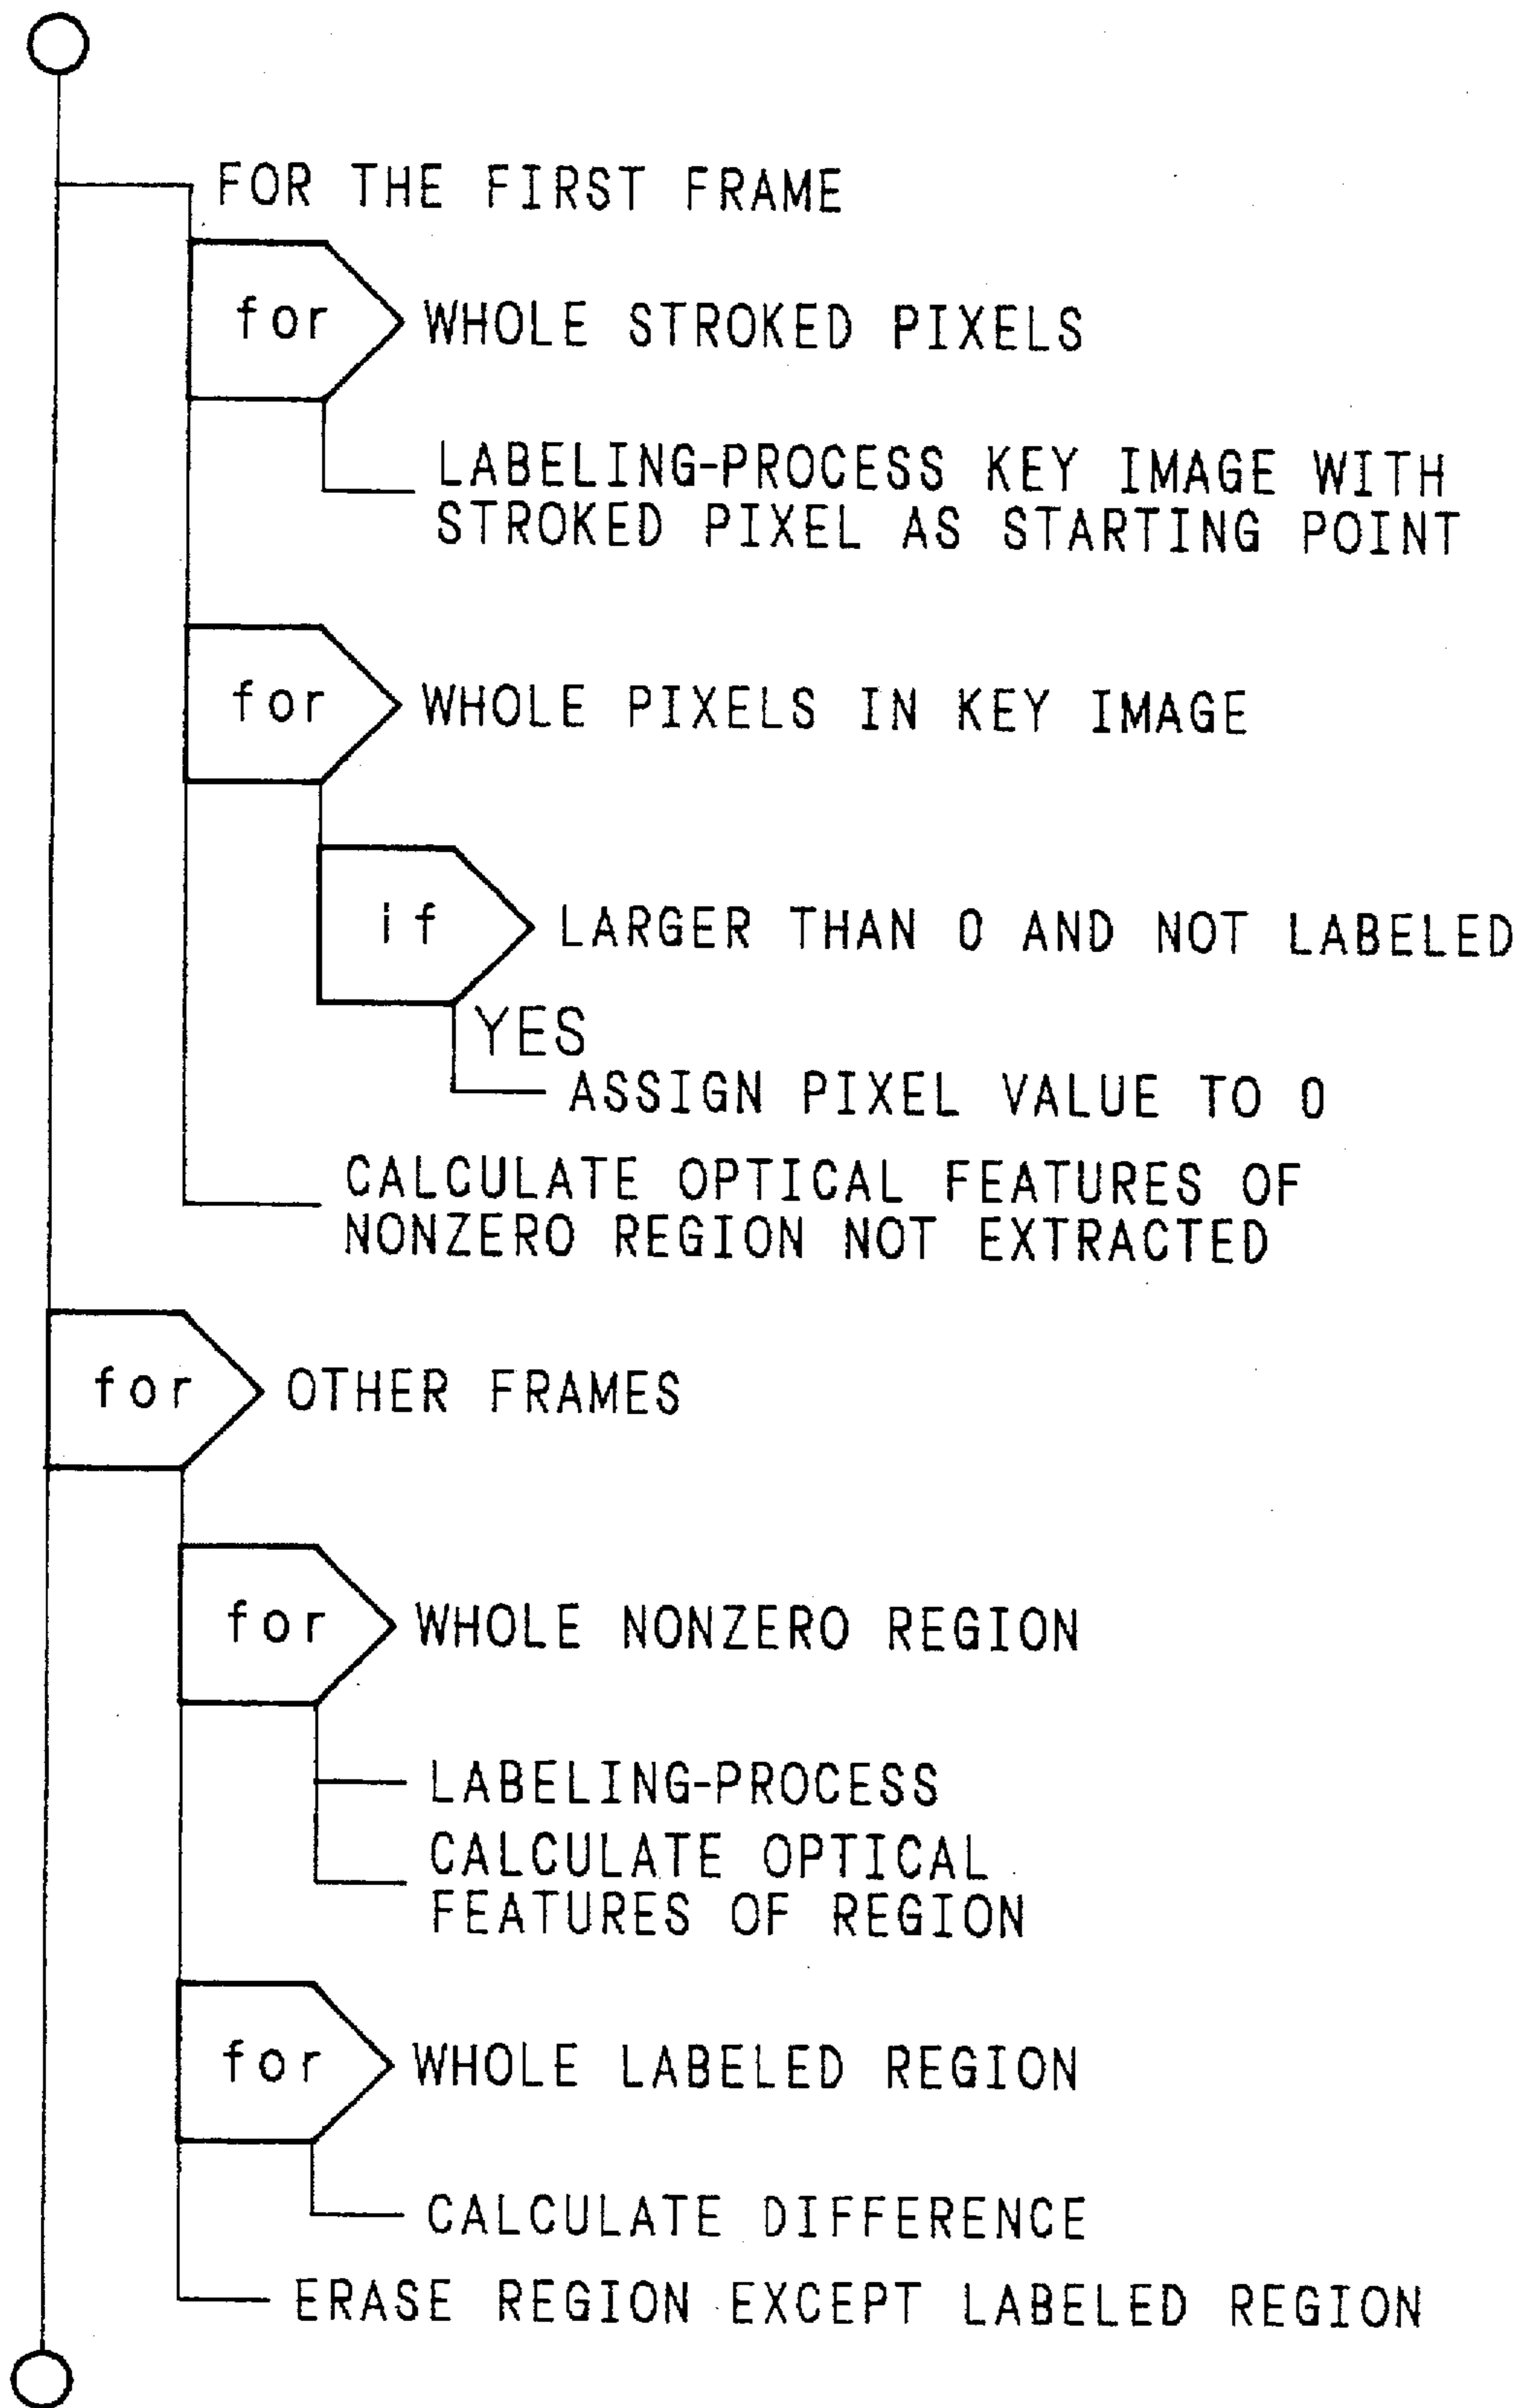 FOR THE FIRST FRAME
for WHOLE STROKED PIXELS
LABELING-PROCESS KEY IMAGE WITH
STROKED PIXEL AS STARTING POINT
for WHOLE PIXELS IN KEY IMAGE
if LARGER THAN 0 AND NOT LABELED
YES
ASSIGN PIXEL VALUE TO 0
CALCULATE OPTICAL FEATURES OF
NONZERO REGION NOT EXTRACTED
for OTHER FRAMES
for WHOLE NONZERO REGION
LABELING-PROCESS
CALCULATE OPTICAL
FEATURES OF REGION
for WHOLE LABELED REGION
CALCULATE DIFFERENCE
ERASE REGION EXCEPT LABELED REGION